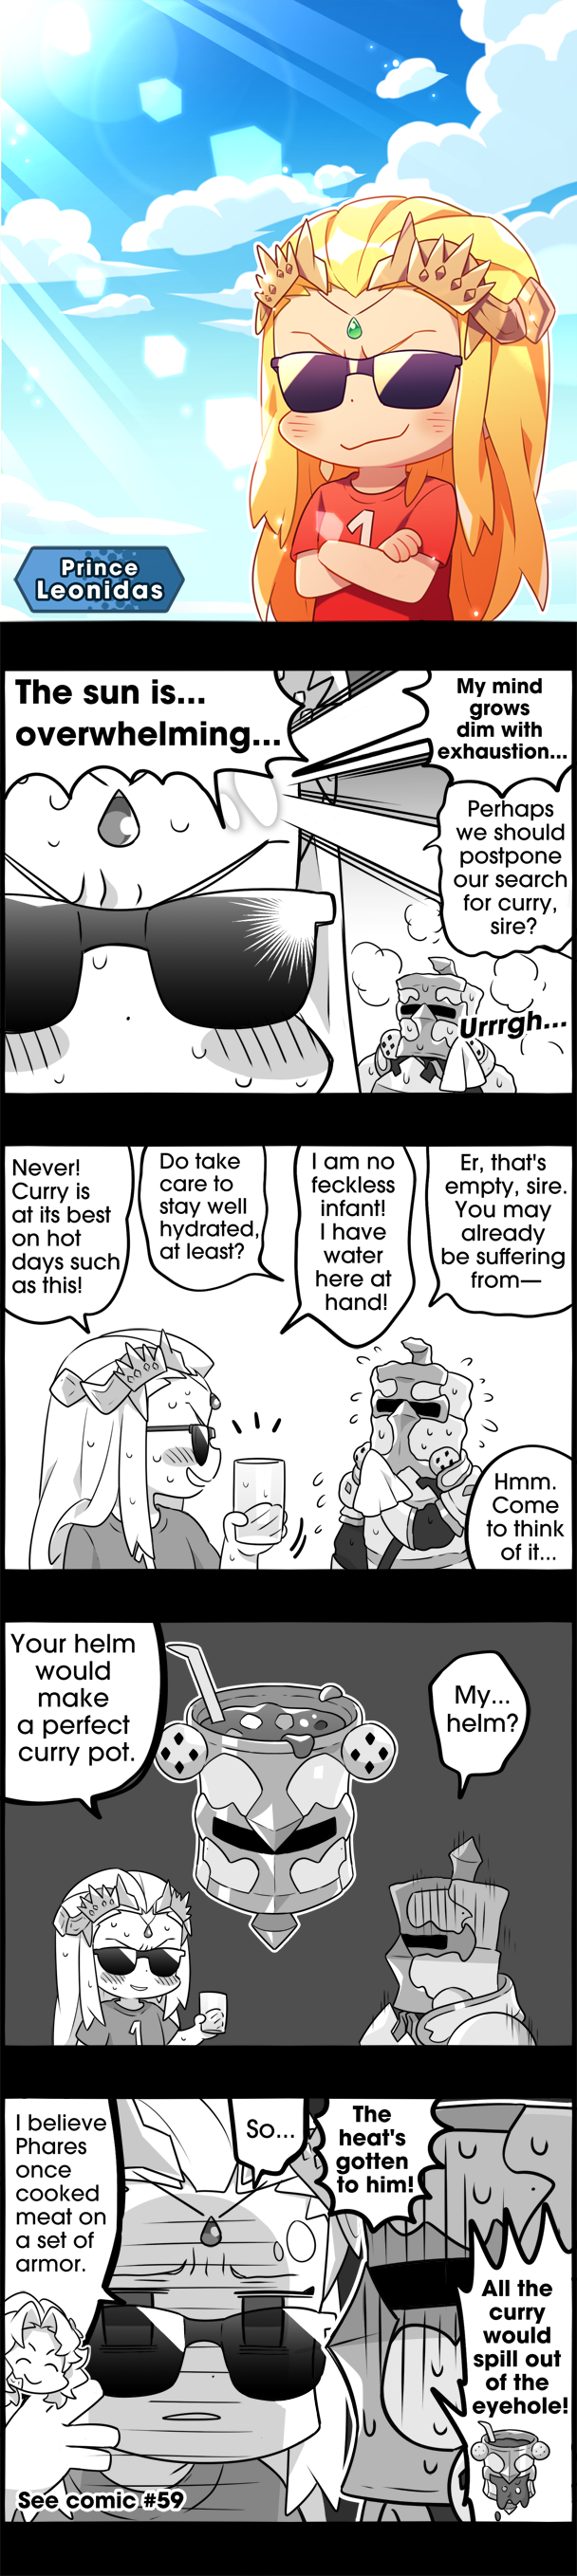 1
Prince
Leonidas
The sun is...
overwhelming...
My mind
grows
dim with
exhaustion...
Perhaps
we should
postpone
our search
for curry,
sire?
Urrrgh...
Never!
Curry is
at its best
on hot
days such
as this!
Do take
care to
stay well
hydrated,
at least?
I am no
feckless
infant!
I have
water
here at
hand!
Er, that's
empty, sire.
You may
already
be suffering
from—
Hmm.
Come
to think
of it...
Your helm
would
make
a perfect
curry pot.
My...
helm?
1
I believe
Phares
once
cooked
meat on
a set of
armor.
So...
The
heat's
gotten
to him!
All the
curry
would
spill out
of the
eyehole!
See comic #59